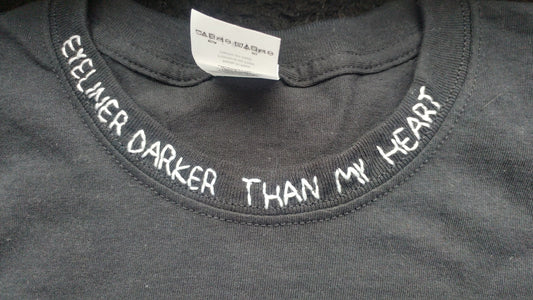 EYELINER DARKER THAN MY HEART